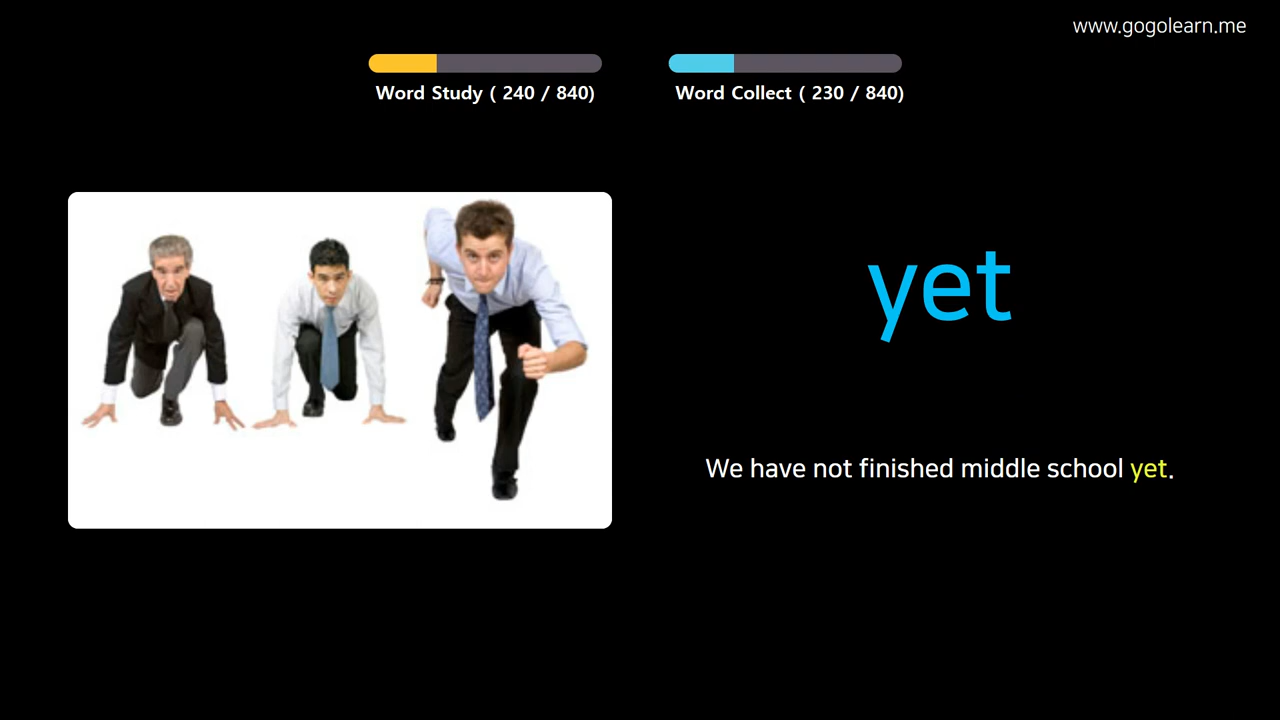 www.gogolearn.me
Word Study ( 240 / 840)
Word Collect ( 230 / 840)
yet
We have not finished middle school yet.